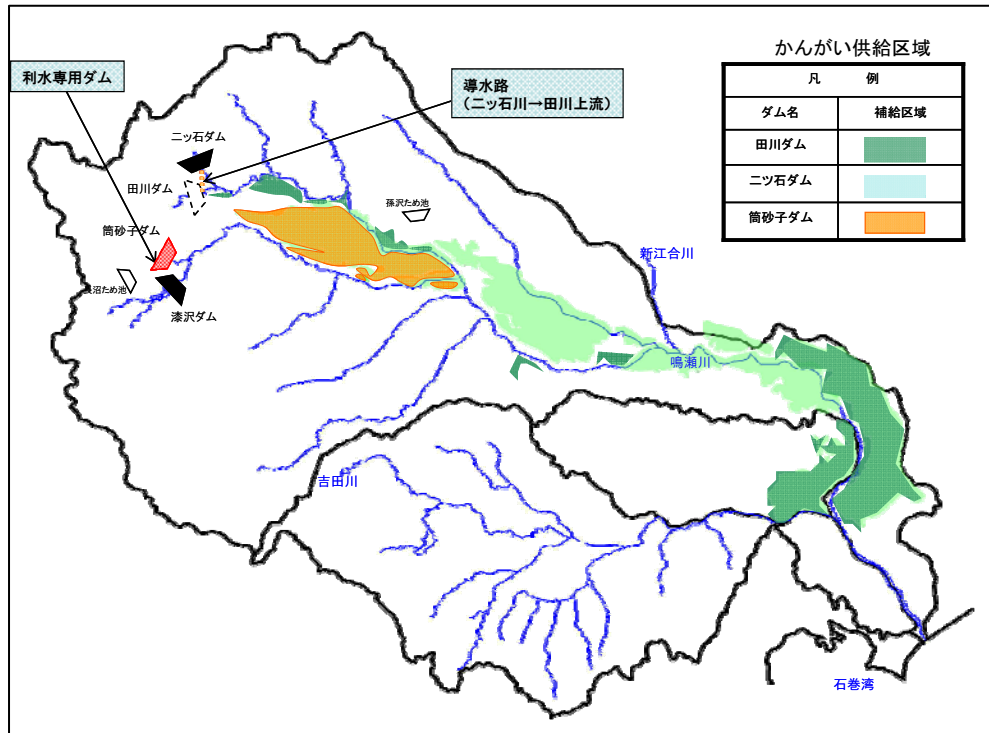 かんがい供給区域
凡 例
ダム名 補給区域
田川ダム
二ツ石ダム
筒砂子ダム
利水専用ダム
導水路
(二ッ石川→田川上流)
二ッ石ダム
田川ダム
孫沢ため池
筒砂子ダム
沼ため池
漆沢ダム
新江合川
鳴瀬川
吉田川
石巻湾